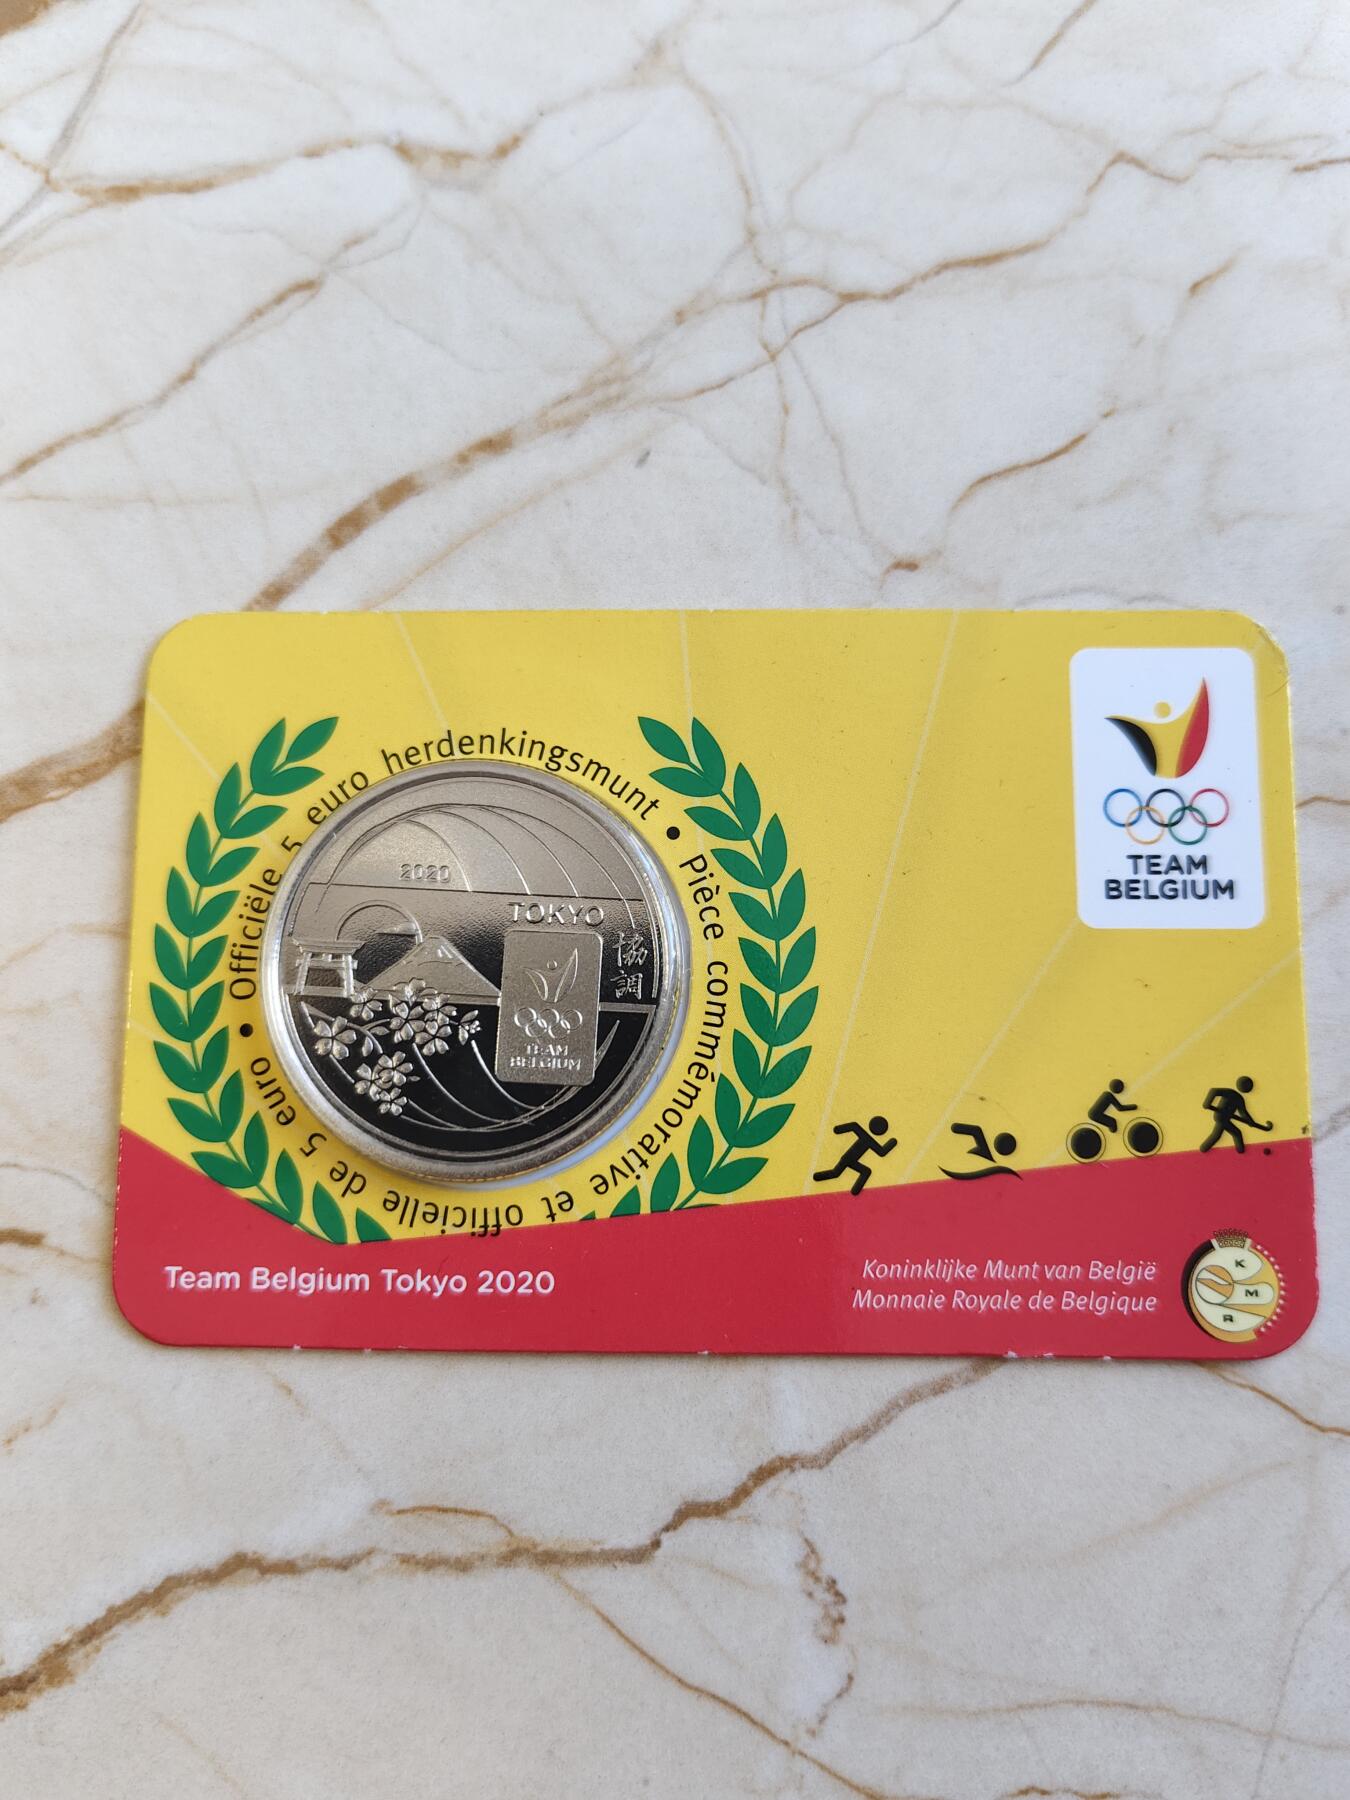 Officiële 5 euro herdenkingsmunt • Pièce commémorative et officielle de 5 euro •
2020
TOKYO
協調
TEAM
BELGIUM
TEAM
BELGIUM
Team Belgium Tokyo 2020
Koninklijke Munt van België
Monnaie Royale de Belgique
K
M
R